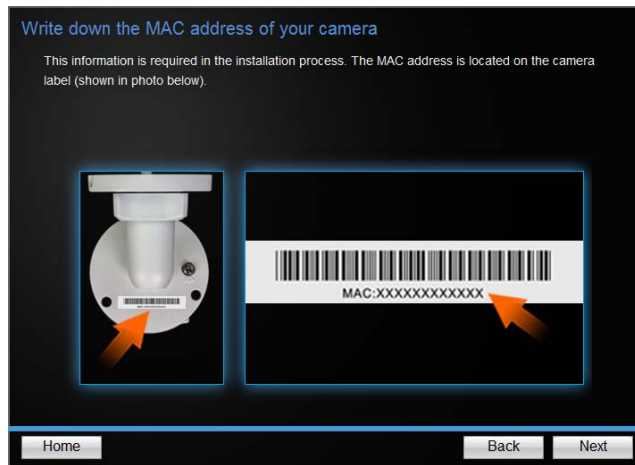 Write down the MAC address of your camera
This information is required in the installation process. The MAC address is located on the camera
label (shown in photo below).
MAC:XXXXXXXXXXXX
Home
Back
Next